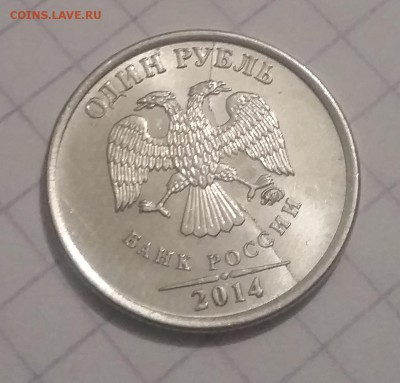 COINS.LAVE.RU
ОДИН РУБЛЬ
БАНК РОССИИ
2014